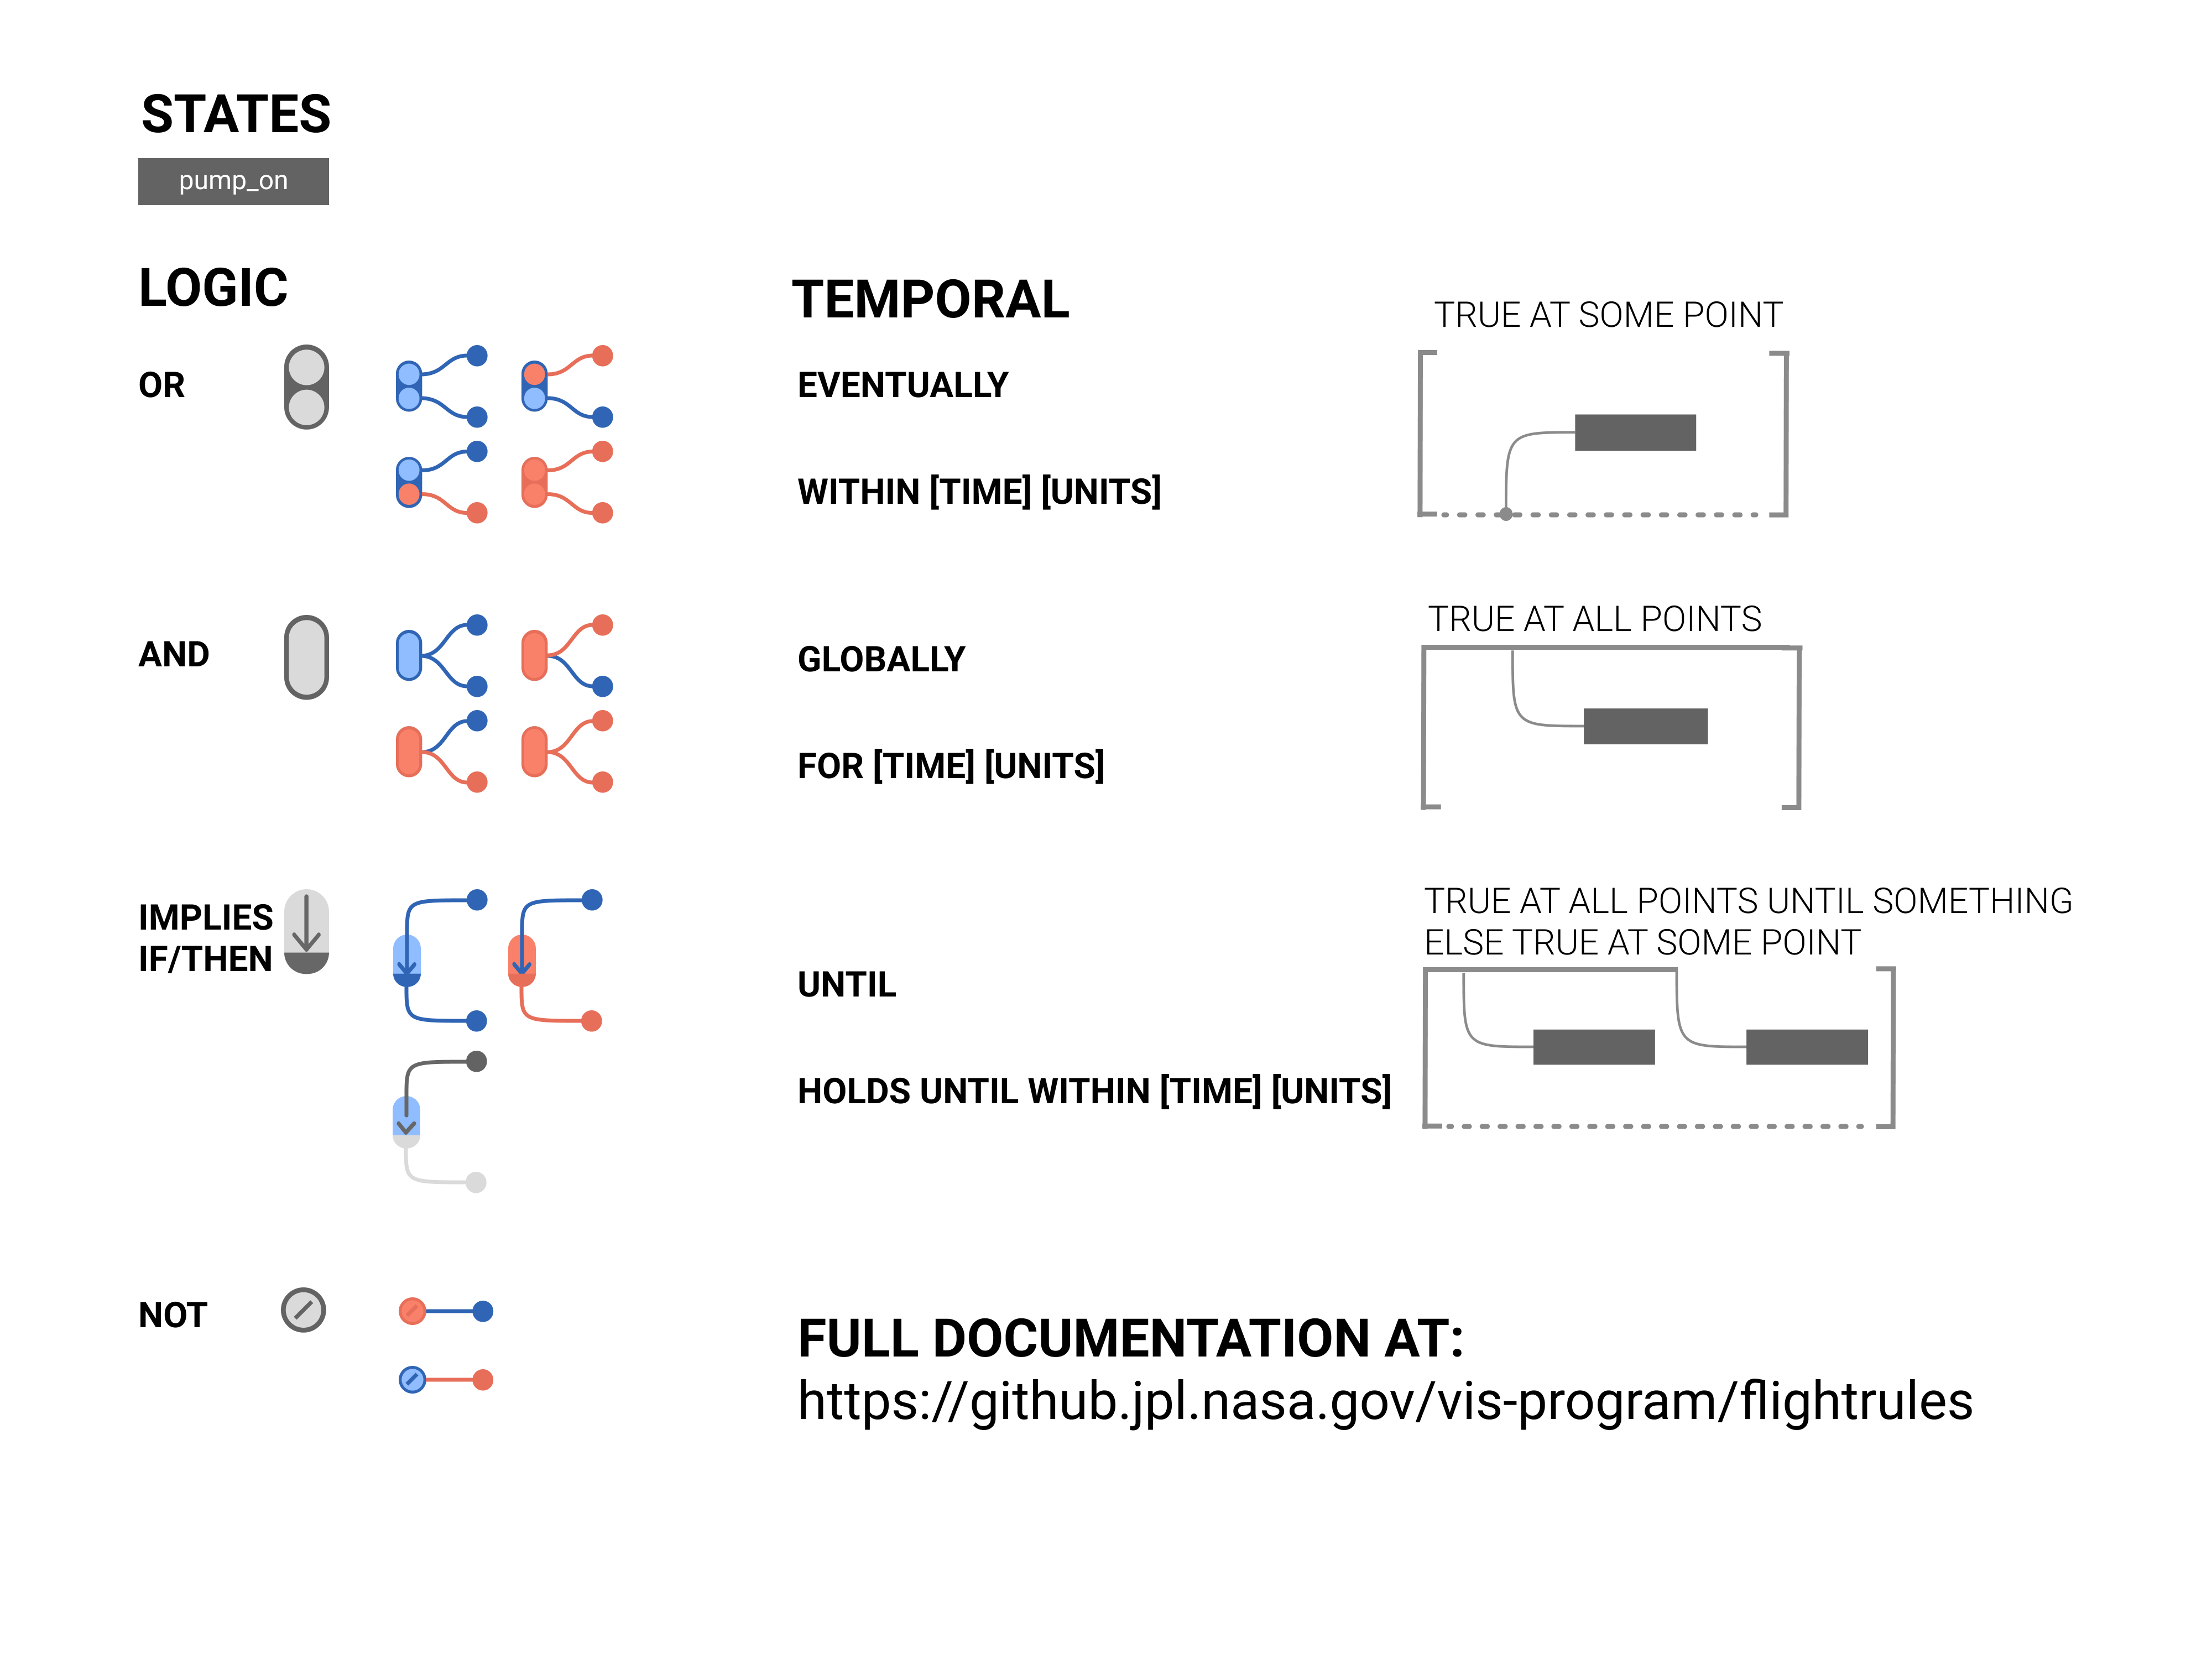 STATES
pump_on
LOGIC
OR
AND
IMPLIES
IF/THEN
NOT
TEMPORAL
EVENTUALLY
WITHIN [TIME] [UNITS]
GLOBALLY
FOR [TIME] [UNITS]
UNTIL
HOLDS UNTIL WITHIN [TIME] [UNITS]
TRUE AT SOME POINT
TRUE AT ALL POINTS
TRUE AT ALL POINTS UNTIL SOMETHING
ELSE TRUE AT SOME POINT
FULL DOCUMENTATION AT:
https://github.jpl.nasa.gov/vis-program/flightrules